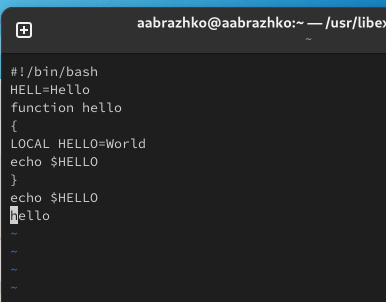 aabrazhko@aabrazhko:~ — /usr/libex
~
#!/bin/bash
HELL=Hello
function hello
{
LOCAL HELLO=World
echo $HELLO
}
echo $HELLO
hello
~
~
~
~